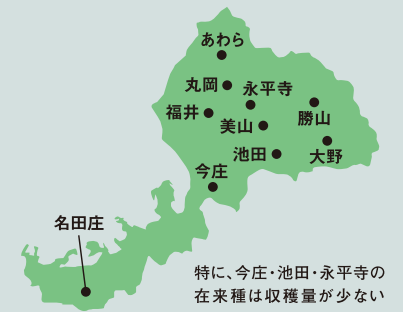 あわら
丸岡
永平寺
福井
勝山
美山
池田
大野
今庄
名田庄
特に、今庄・池田・永平寺の
在来種は収穫量が少ない